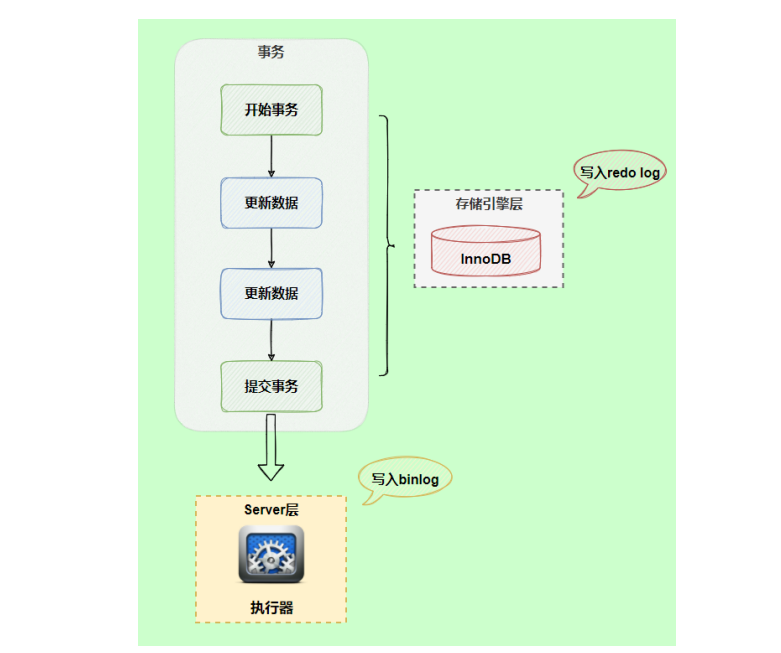 事务
开始事务
更新数据
更新数据
提交事务
写入redo log
存储引擎层
InnoDB
写入binlog
Server层
执行器